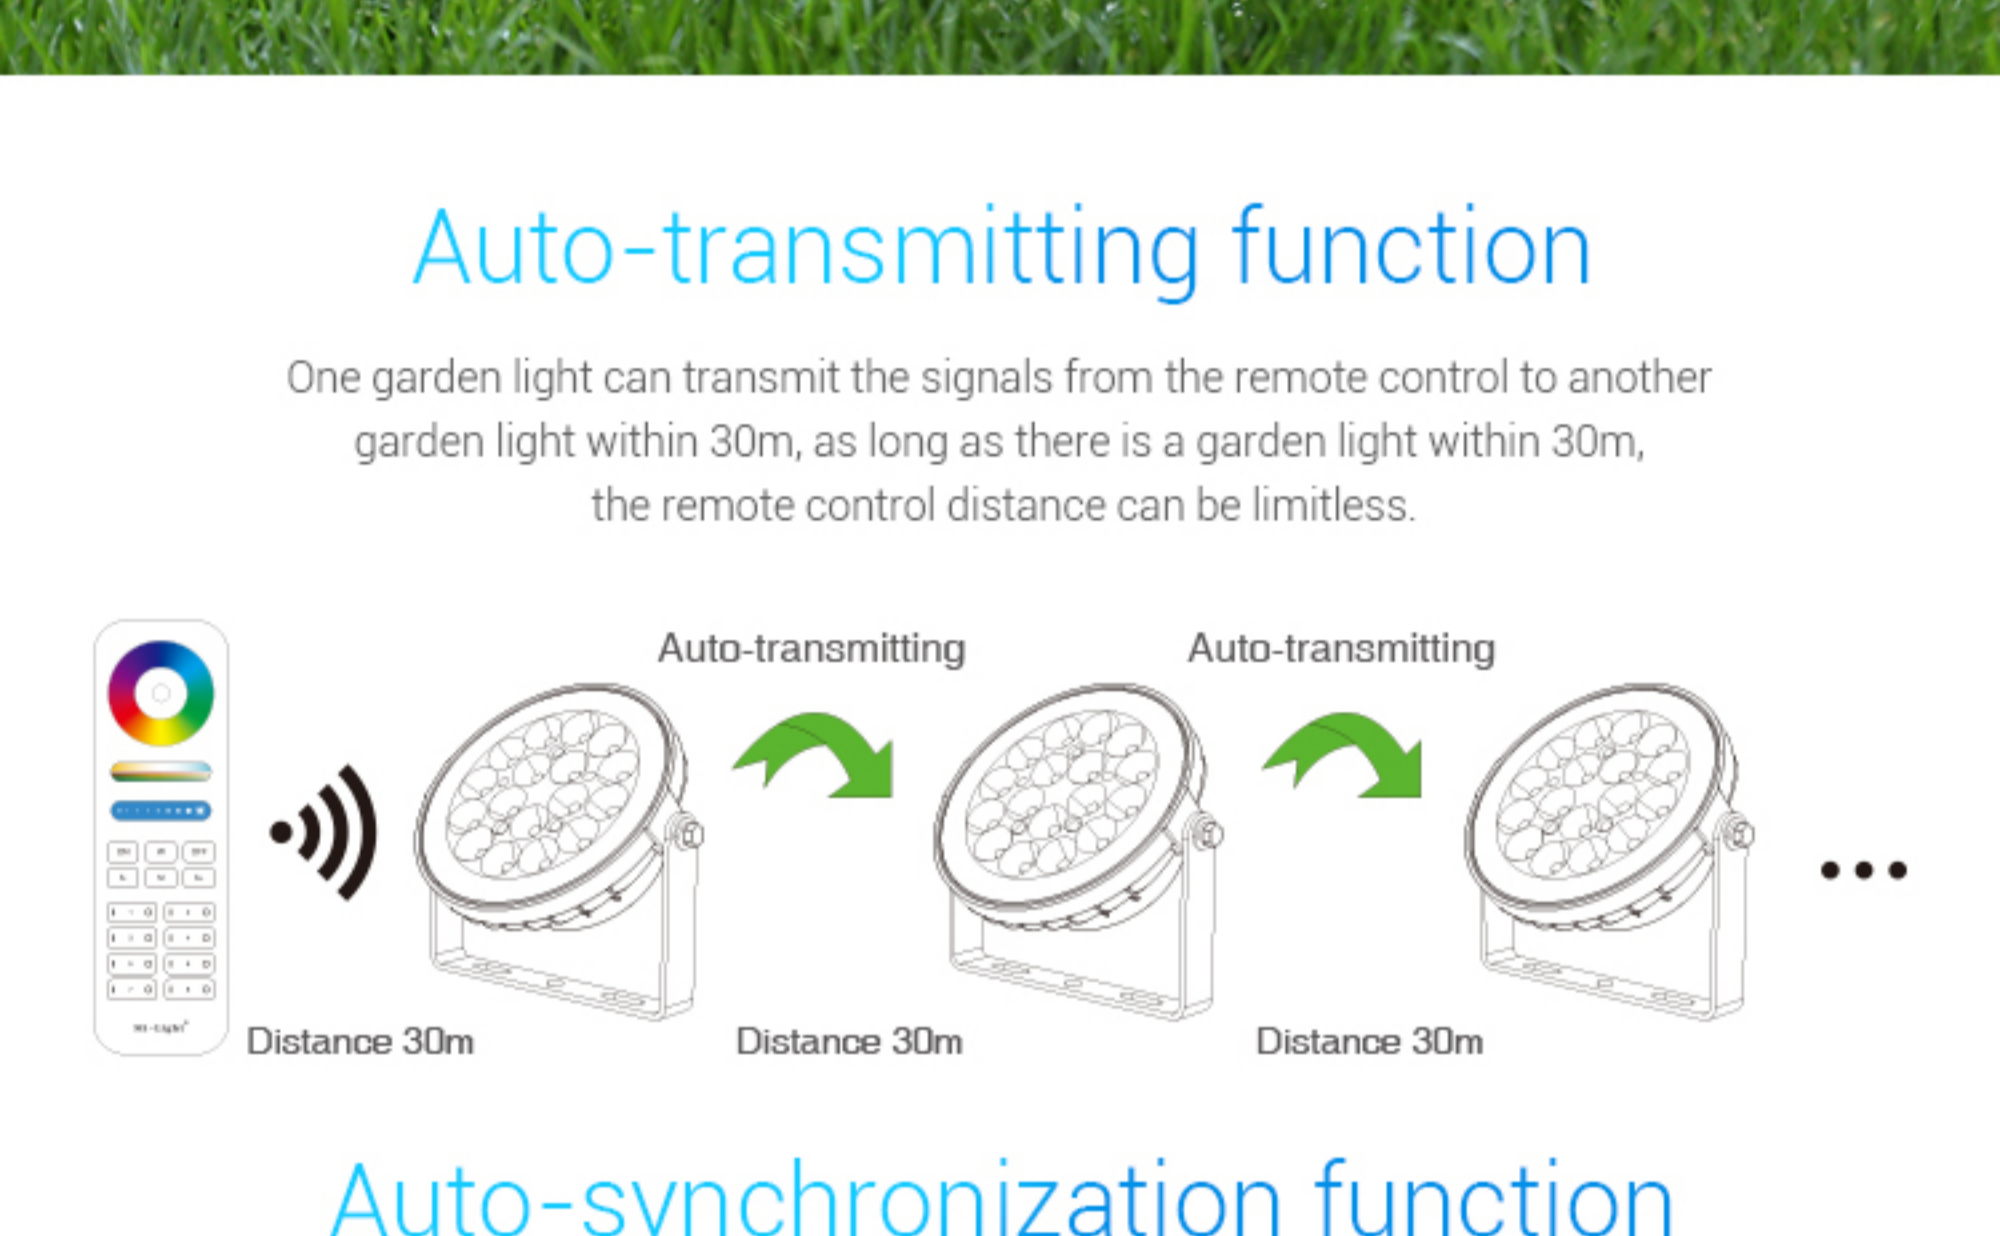 Auto-transmitting function
One garden light can transmit the signals from the remote control to another
garden light within 30m, as long as there is a garden light within 30m,
the remote control distance can be limitless.
Auto-transmitting
Auto-transmitting
Mi-Light®
Distance 30m
Distance 30m
Distance 30m
Auto-synchronization function